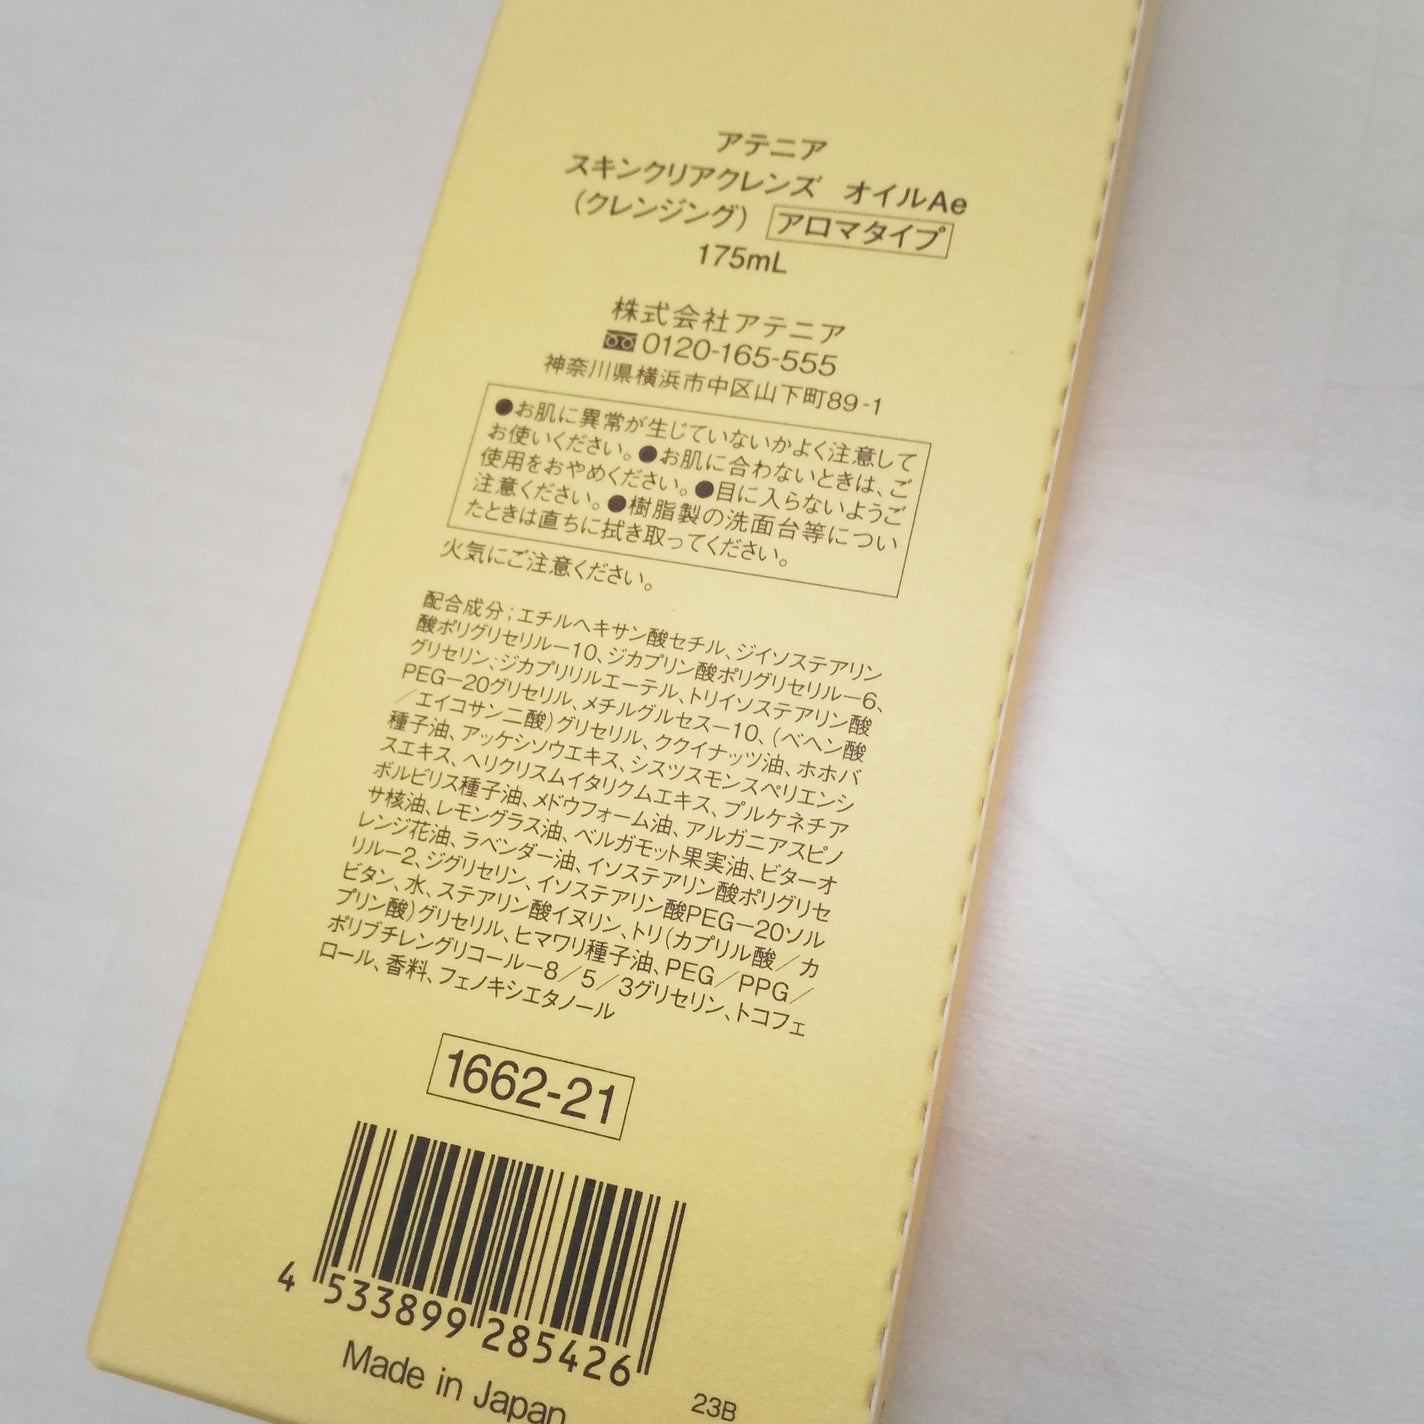 アテニア
スキンクリアクレンズ　オイルAe
(クレンジング) アロマタイプ
175mL
株式会社アテニア
0120-165-555
神奈川県横浜市中区山下町89-1
●お肌に異常が生じていないかよく注意して
お使いください。●お肌に合わないときは、ご
使用をおやめください。●目に入らないようご
注意ください。●樹脂製の洗面台等につい
たときは直ちに拭き取ってください。
火気にご注意ください。
配合成分；エチルヘキサン酸セチル、ジイソステアリン
酸ポリグリセリル－10、ジカプリン酸ポリグリセリル－6、
グリセリン、ジカプリリルエーテル、トリイソステアリン酸
PEG－20グリセリル、メチルグルセス－10、(ベヘン酸
／エイコサン二酸)グリセリル、ククイナッツ油、ホホバ
種子油、アッケシソウエキス、シスツスモンスペリエンシ
スエキス、ヘリクリスムイタリクムエキス、プルケネチア
ボルビリス種子油、メドウフォーム油、アルガニアスピノ
サ核油、レモングラス油、ベルガモット果実油、ビターオ
レンジ花油、ラベンダー油、イソステアリン酸ポリグリセ
リル－2、ジグリセリン、イソステアリン酸PEG－20ソル
ビタン、水、ステアリン酸イヌリン、トリ(カプリル酸／カ
プリン酸)グリセリル、ヒマワリ種子油、PEG／PPG／
ポリブチレングリコール－8／5／3グリセリン、トコフェ
ロール、香料、フェノキシエタノール
1662-21
4 533899 285426
Made in Japan
23B